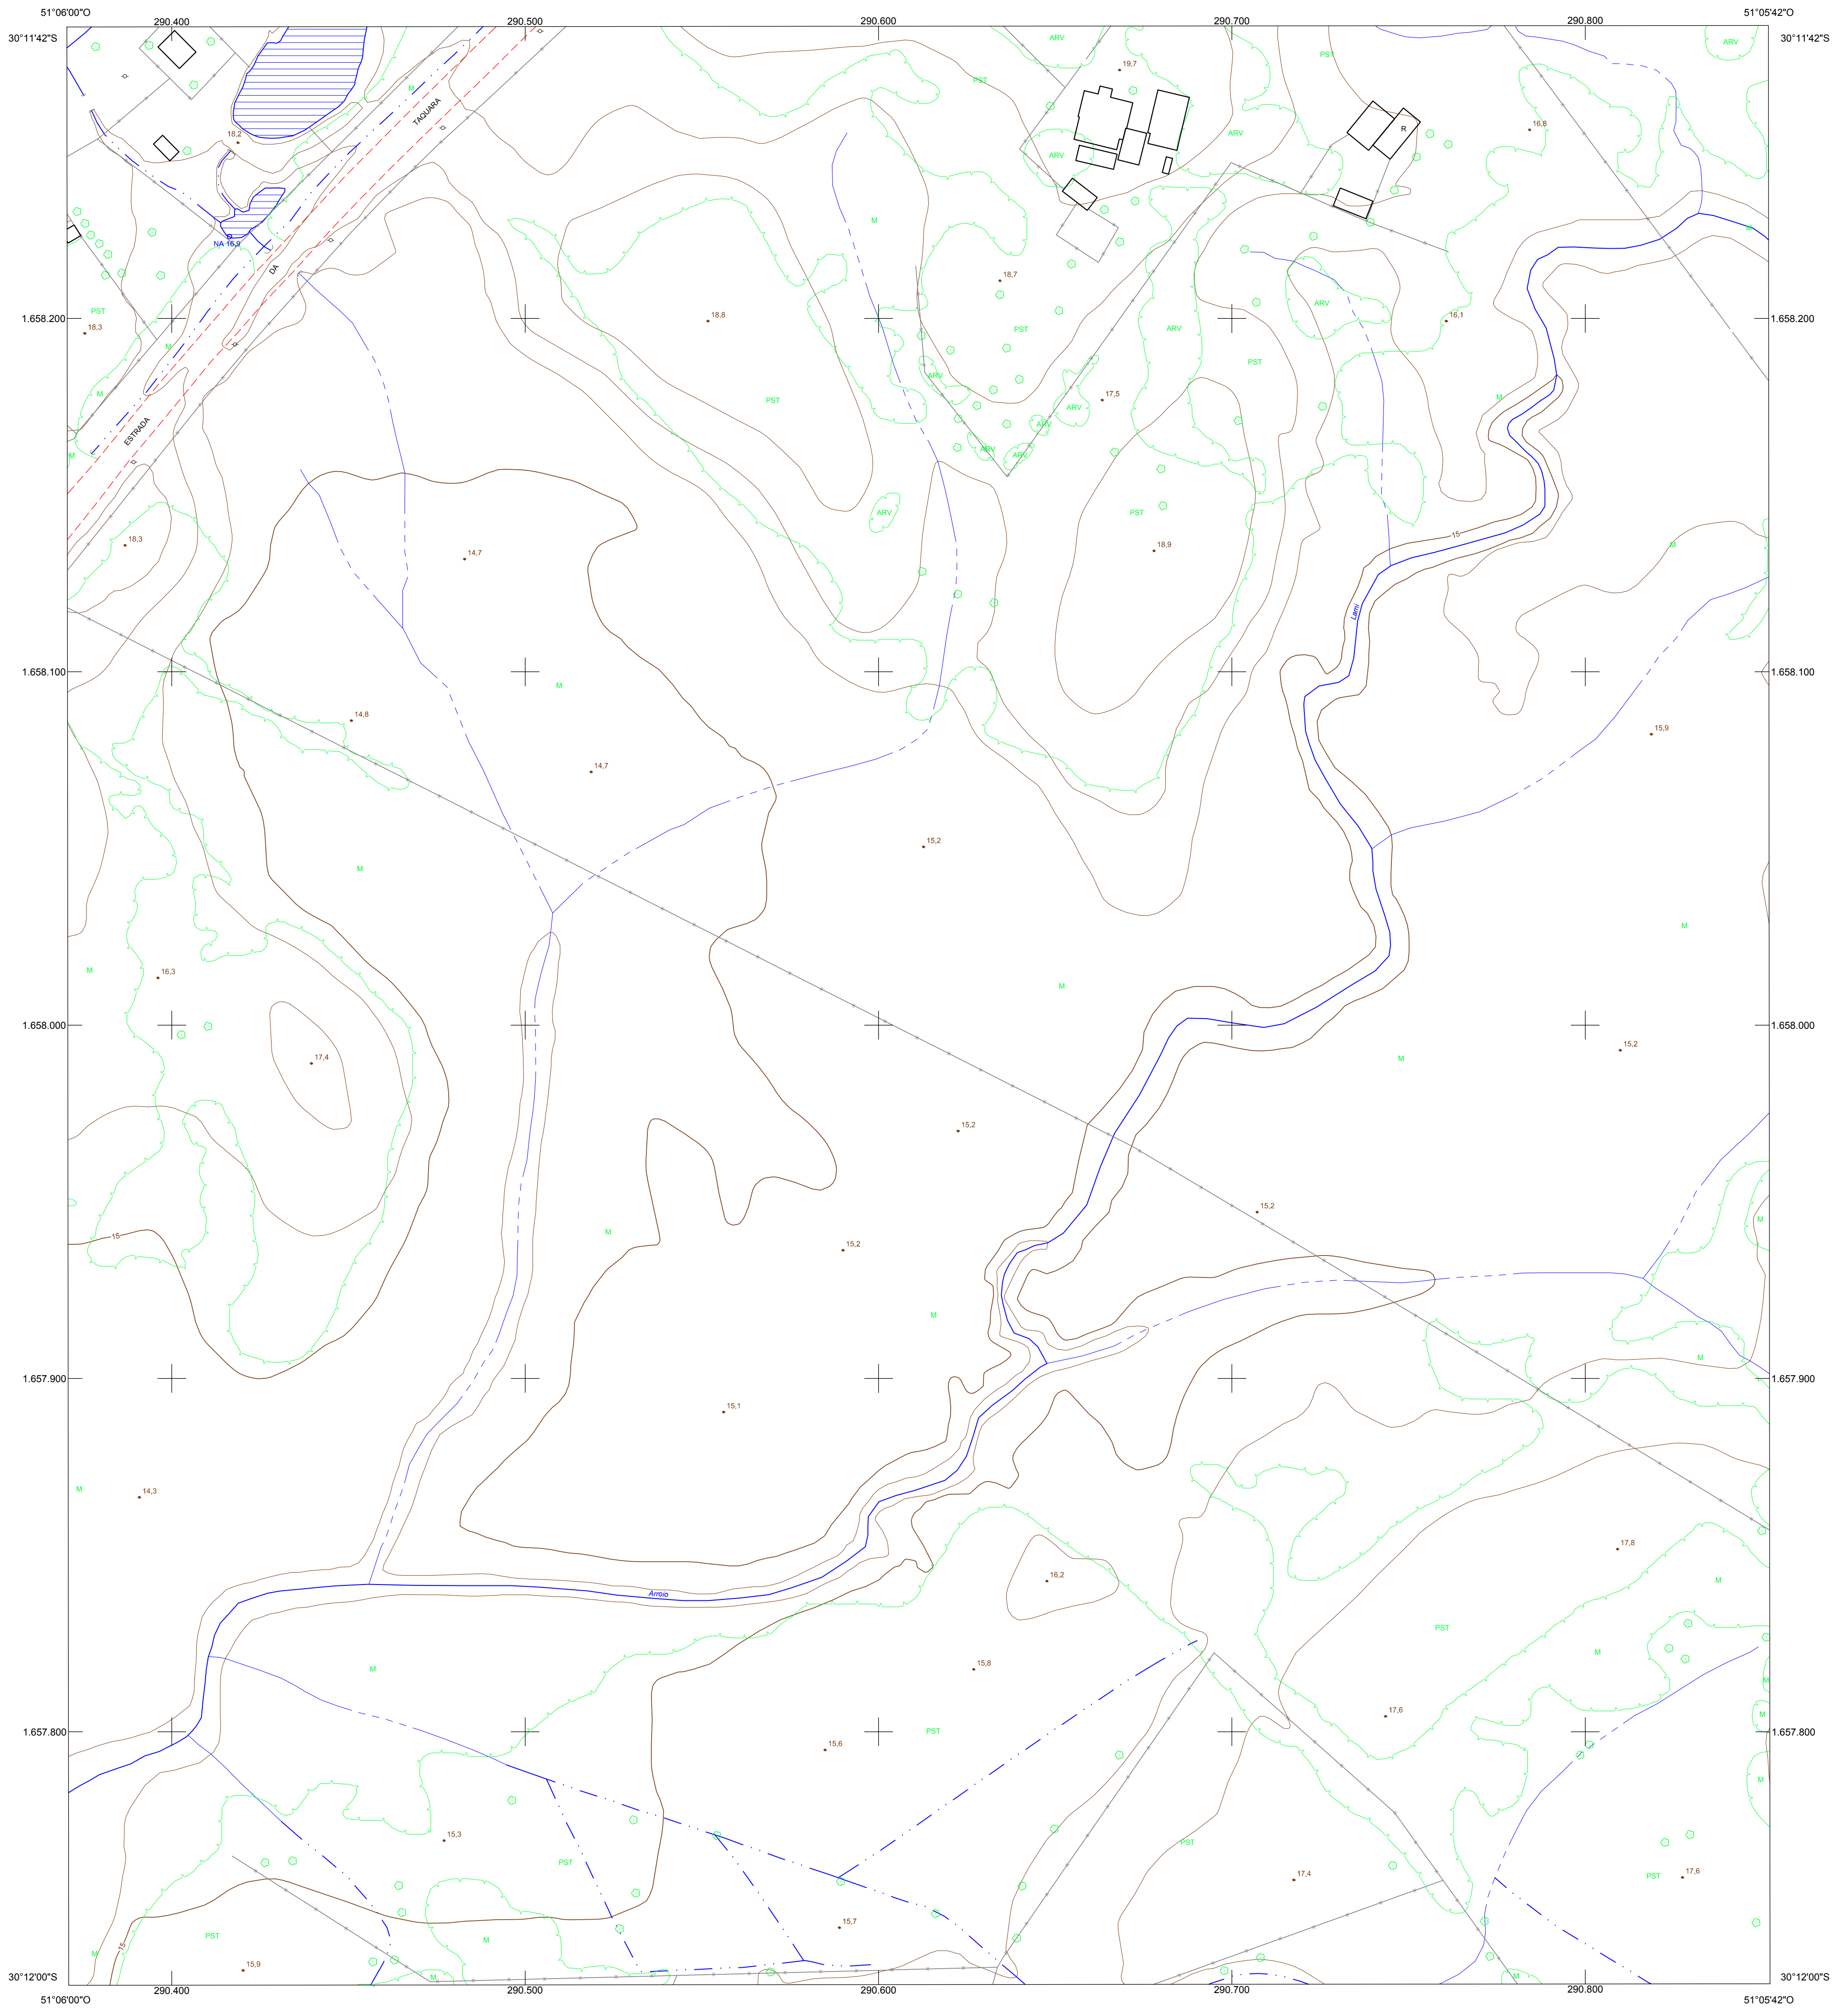 51°06'00"O
290.400
290.500
290.600
290.700
290.800
51°05'42"O
30°11'42"S
30°11'42"S
ARV
ARV
PST
PST
19,7
M
TAQUARA
18,2
R
16,8
ARV
ARV
M
M
NA 16,9
DA
18,7
PST
18,3
18,8
PST
ARV
ARV
16,1
1.658.200
1.658.200
M
PST
ARV
M
PST
17,5
M
ARV
ARV
ESTRADA
M
ARV
ARV
ARV
PST
18,3
15
M
14,7
18,9
Lami
1.658.100
1.658.100
M
14,8
15,9
14,7
15,2
M
M
M
16,3
M
1.658.000
1.658.000
17,4
15,2
M
15,2
15,2
M
15
M
15,2
M
M
1.657.900
1.657.900
15,1
M
14,3
17,8
16,2
Arroio
M
PST
M
M
15,8
M
17,6
M
1.657.800
PST
1.657.800
15,6
M
15,3
PST
PST
PST
17,6
17,4
15,7
PST
M
15
M
15,9
M
M
30°12'00"S
30°12'00"S
51°06'00"O
290.400
290.500
290.600
290.700
290.800
51°05'42"O